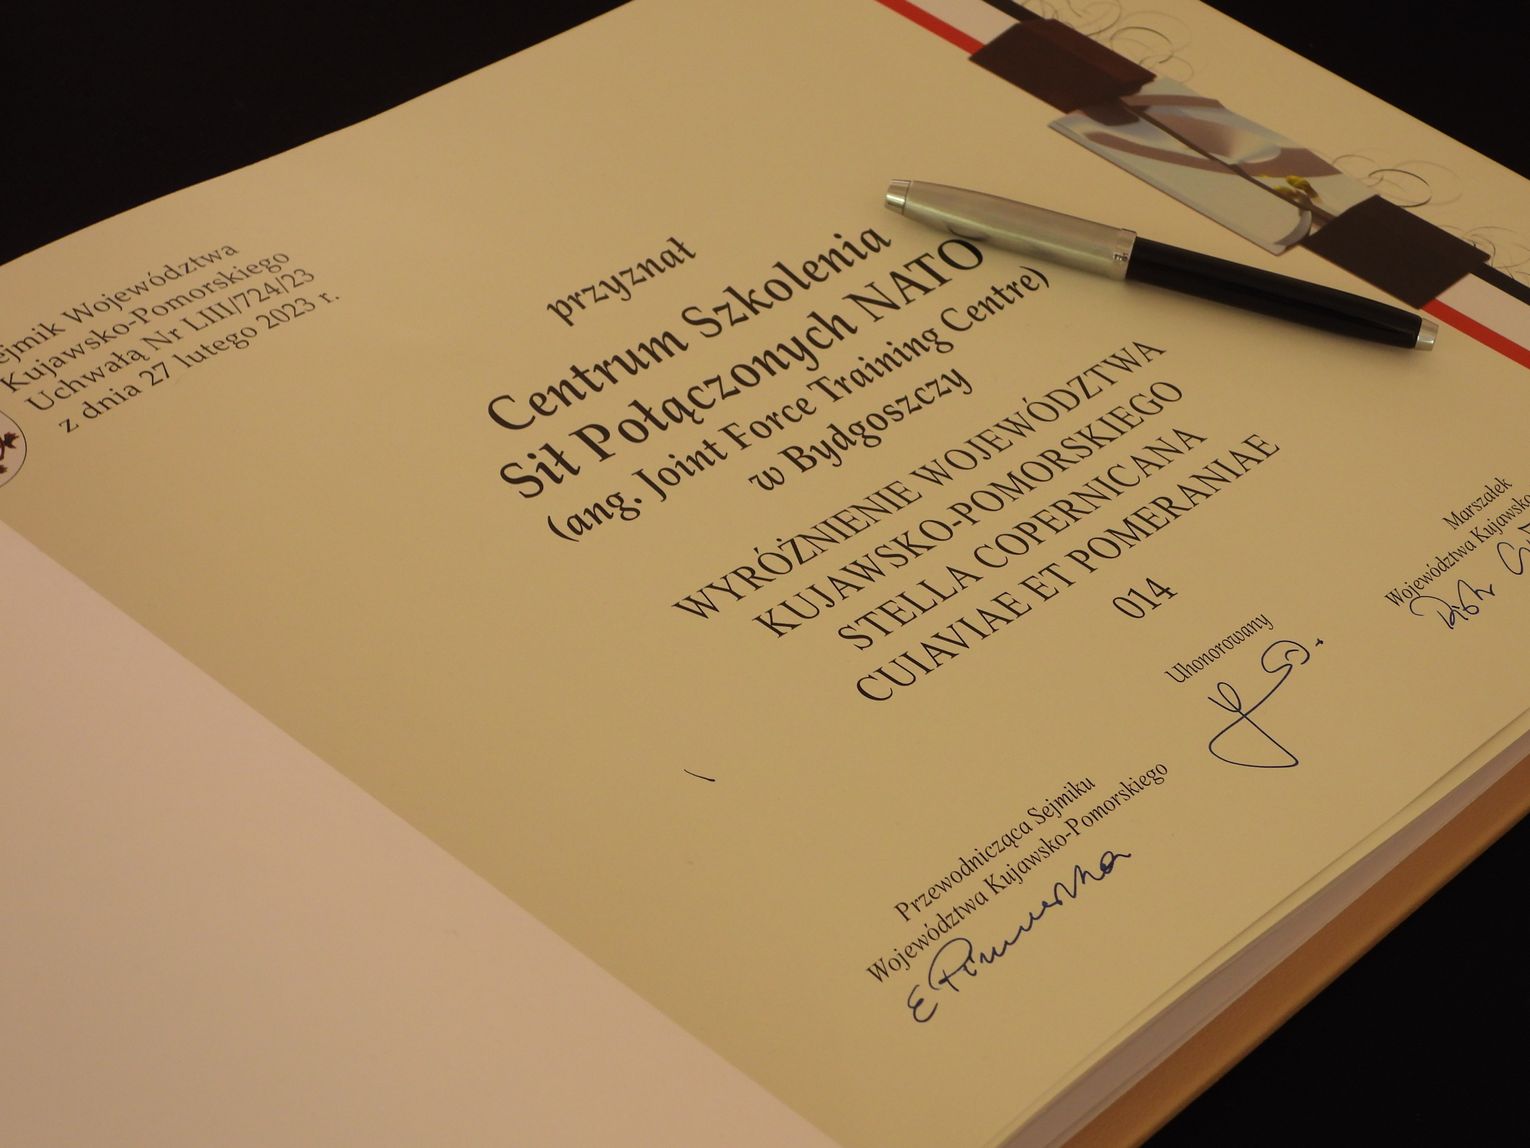 Kujawsko-Pomorskiego
Województwa
Uchwałą Nr LIII/724/23
z dnia 27 lutego 2023 r.
przyznał
Centrum Szkolenia
Sił Połączonych NATO
(ang. Joint Force Training Centre)
w Bydgoszczy
WYRÓŻNIENIE WOJEWÓDZTWA
KUJAWSKO-POMORSKIEGO
STELLA COPERNICANA
CUIAVIAE ET POMERANIAE
014
Przewodnicząca Sejmiku
Województwa Kujawsko-Pomorskiego
Uhonorowany
Marszałek
Województwa